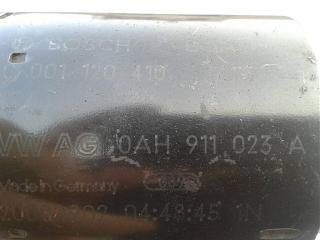 BOSCH
0 001 120 410
VW AG 0AH 911 023 A
Made in Germany
04:48:45 1N